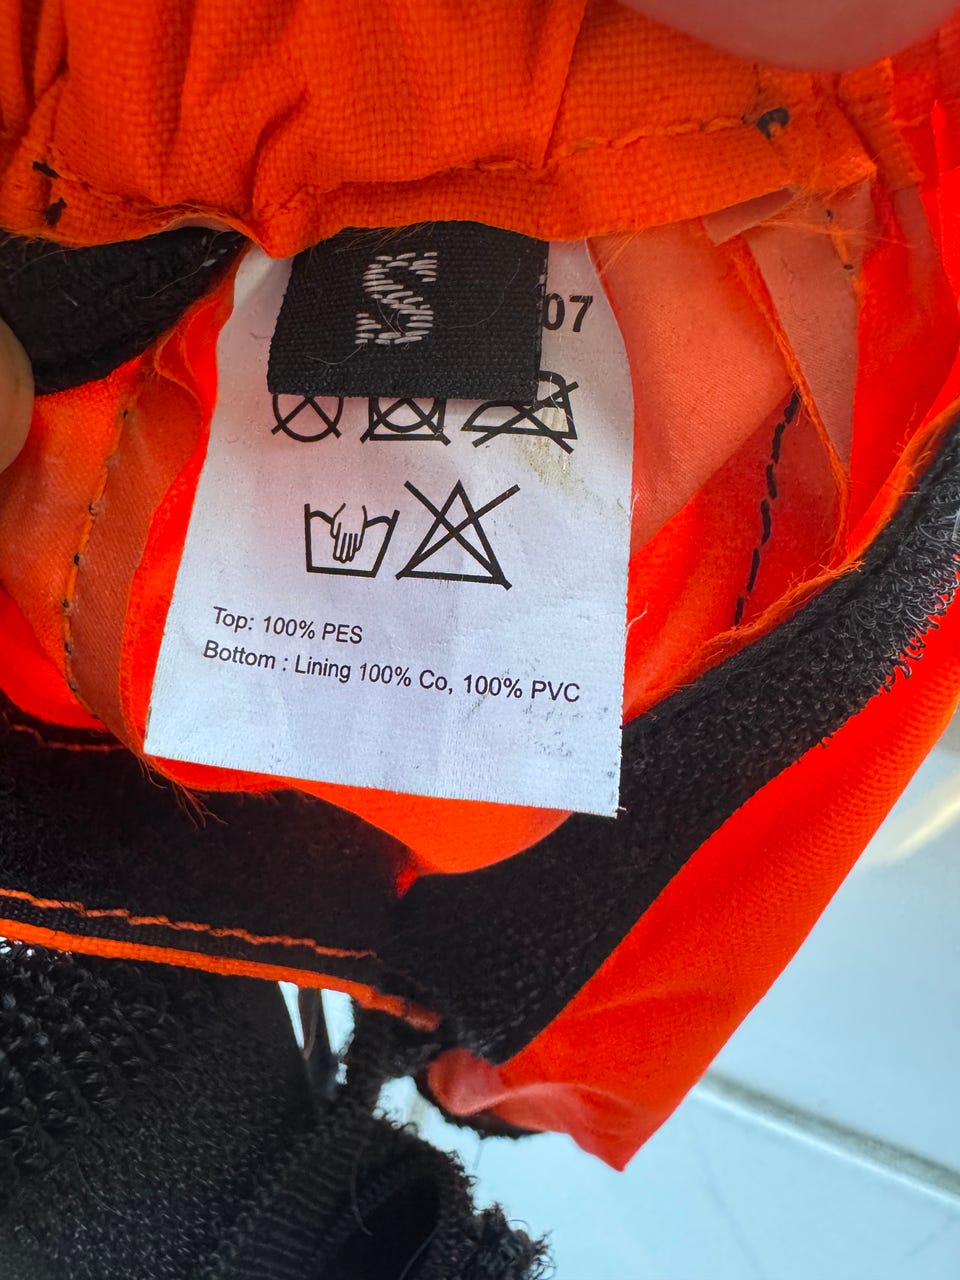 S
07
Top: 100% PES
Bottom : Lining 100% Co, 100% PVC